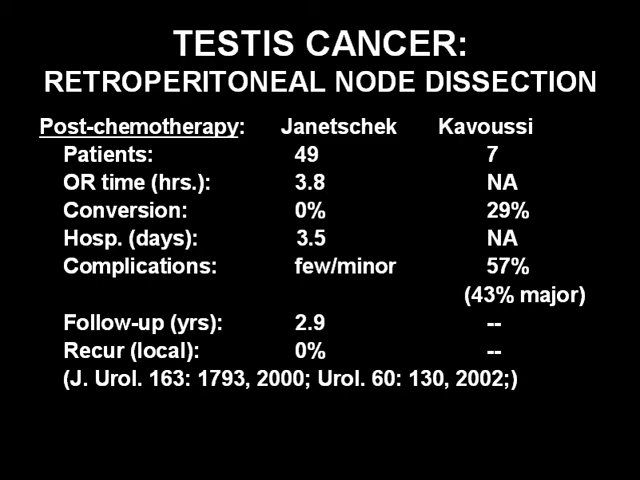 TESTIS CANCER:
RETROPERITONEAL NODE DISSECTION
Post-chemotherapy: Janetschek Kavoussi
Patients: 49 7
OR time (hrs.): 3.8 NA
Conversion: 0% 29%
Hosp. (days): 3.5 NA
Complications: few/minor 57%
(43% major)
Follow-up (yrs): 2.9 --
Recur (local): 0% --
(J. Urol. 163: 1793, 2000; Urol. 60: 130, 2002;)